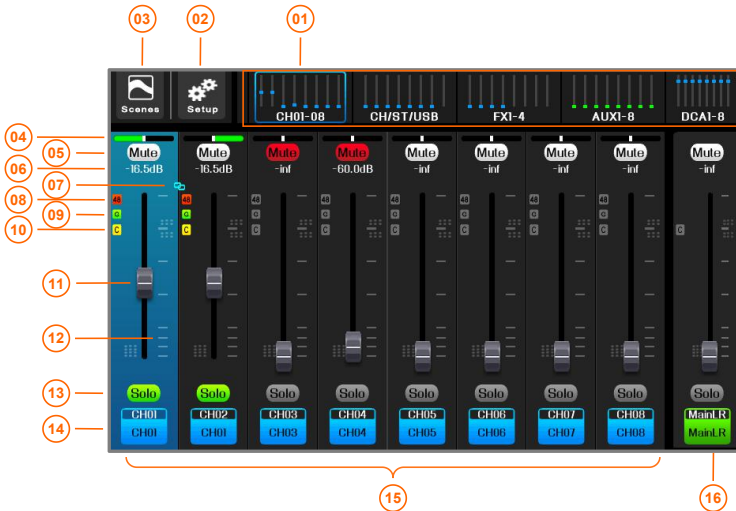 03 02 01
Scenes Setup CH01-08 CH/ST/USB FX1-4 AUX1-8 DCA1-8
04
05 Mute Mute Mute Mute Mute Mute Mute Mute Mute
06 -16.5dB -16.5dB -inf -60.0dB -inf -inf -inf -inf -inf
07
08 48 48 48 48 48 48 48 48
09 G G G G G G G G
10 C C C C C C C C C
11
12
13 Solo Solo Solo Solo Solo Solo Solo Solo Solo
14 CH01 CH02 CH03 CH04 CH05 CH06 CH07 CH08 MainLR
CH01 CH01 CH03 CH04 CH05 CH06 CH07 CH08 MainLR
15 16